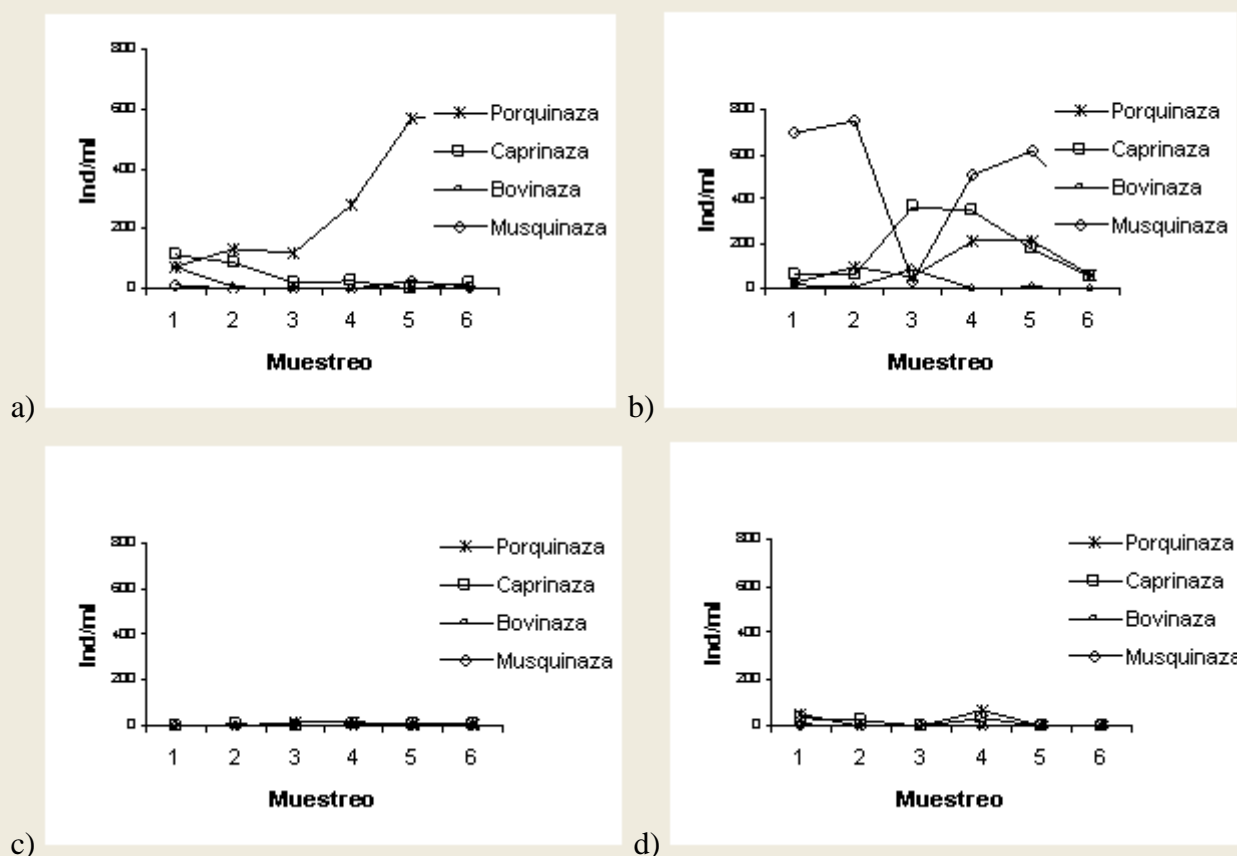 800
600
400
200
0
Ind/ml
1 2 3 4 5 6
Muestreo
Porquinaza
Caprinaza
Bovinaza
Musquinaza
a)
800
600
400
200
0
Ind/ml
1 2 3 4 5 6
Muestreo
Porquinaza
Caprinaza
Bovinaza
Musquinaza
b)
800
600
400
200
0
Ind/ml
1 2 3 4 5 6
Muestreo
Porquinaza
Caprinaza
Bovinaza
Musquinaza
c)
800
600
400
200
0
Ind/ml
1 2 3 4 5 6
Muestreo
Porquinaza
Caprinaza
Bovinaza
Musquinaza
d)